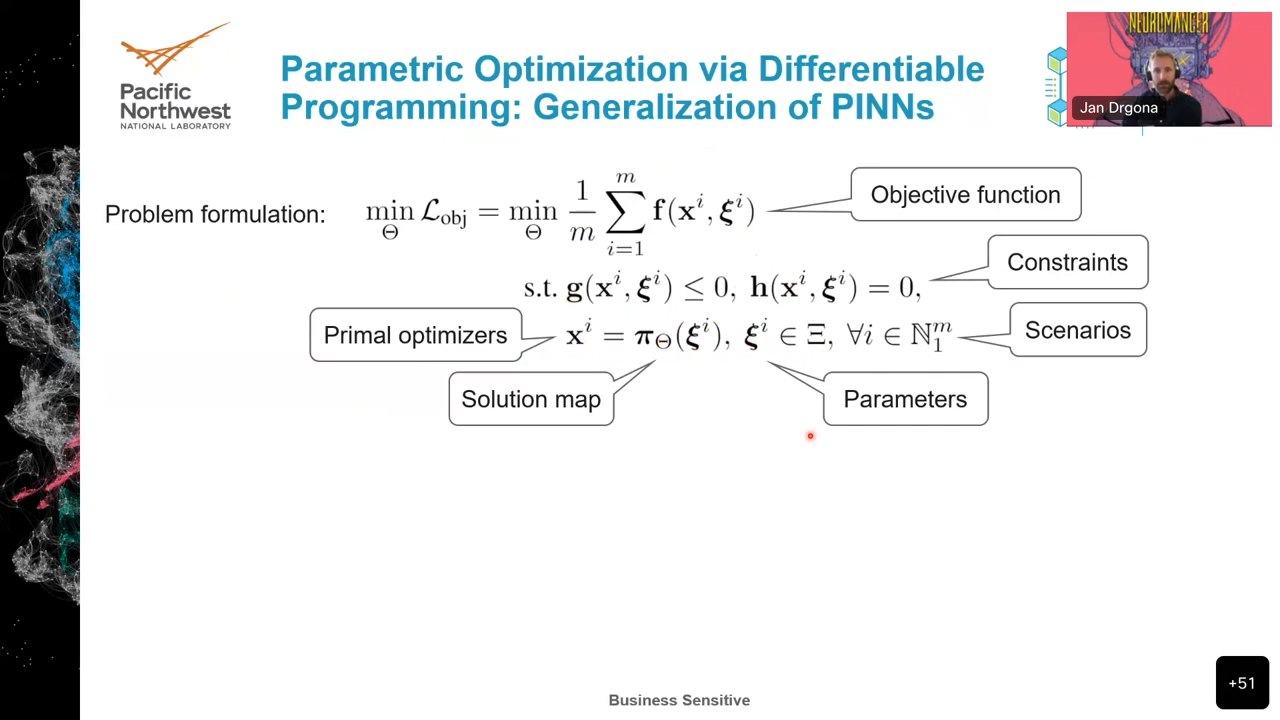 Pacific
Northwest
NATIONAL LABORATORY
Parametric Optimization via Differentiable
Programming: Generalization of PINNs
NEUROMANCER
Jan Drgona
Problem formulation:
min_Θ 𝓛_obj = min_Θ 1/m ∑_{i=1}^{m} f(x^i, ξ^i)
Objective function
s.t. g(x^i, ξ^i) ≤ 0, h(x^i, ξ^i) = 0,
Constraints
Primal optimizers
x^i = π_Θ(ξ^i), ξ^i ∈ Ξ, ∀i ∈ ℕ_1^m
Scenarios
Solution map
Parameters
Business Sensitive
+51